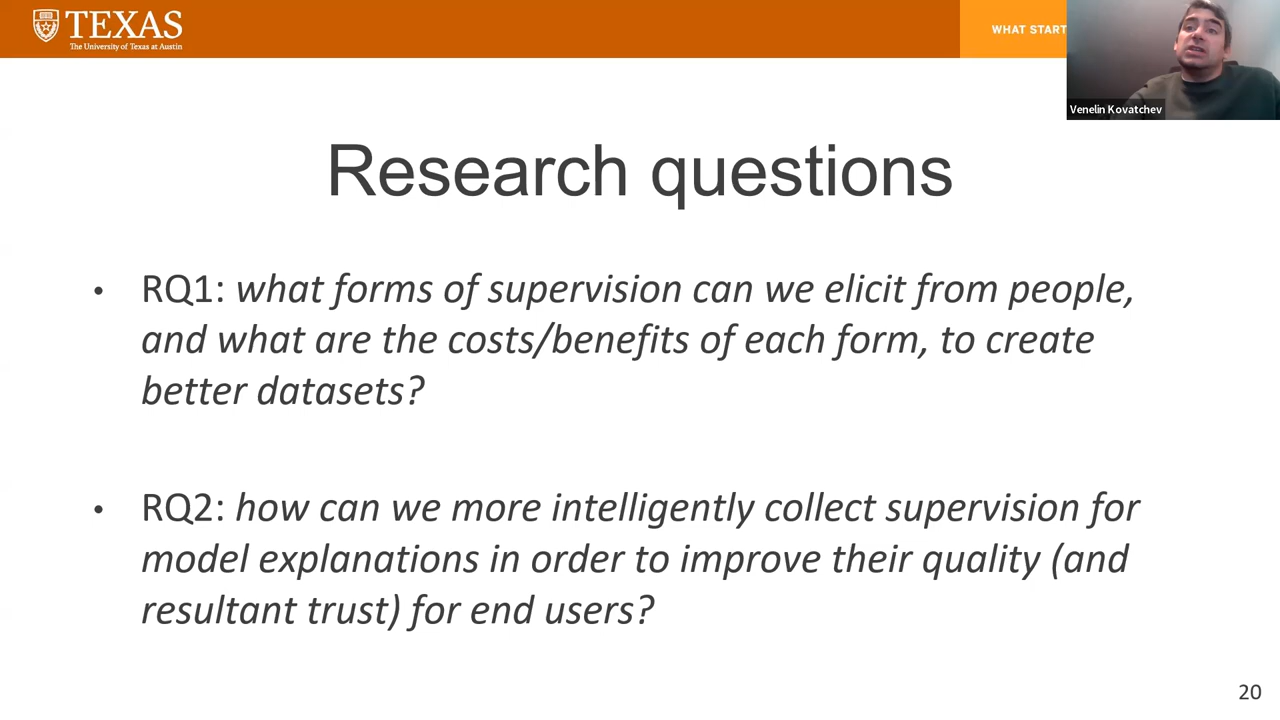 TEXAS
The University of Texas at Austin
WHAT START
Venelin Kovatchev
Research questions
• RQ1: what forms of supervision can we elicit from people,
and what are the costs/benefits of each form, to create
better datasets?
• RQ2: how can we more intelligently collect supervision for
model explanations in order to improve their quality (and
resultant trust) for end users?
20